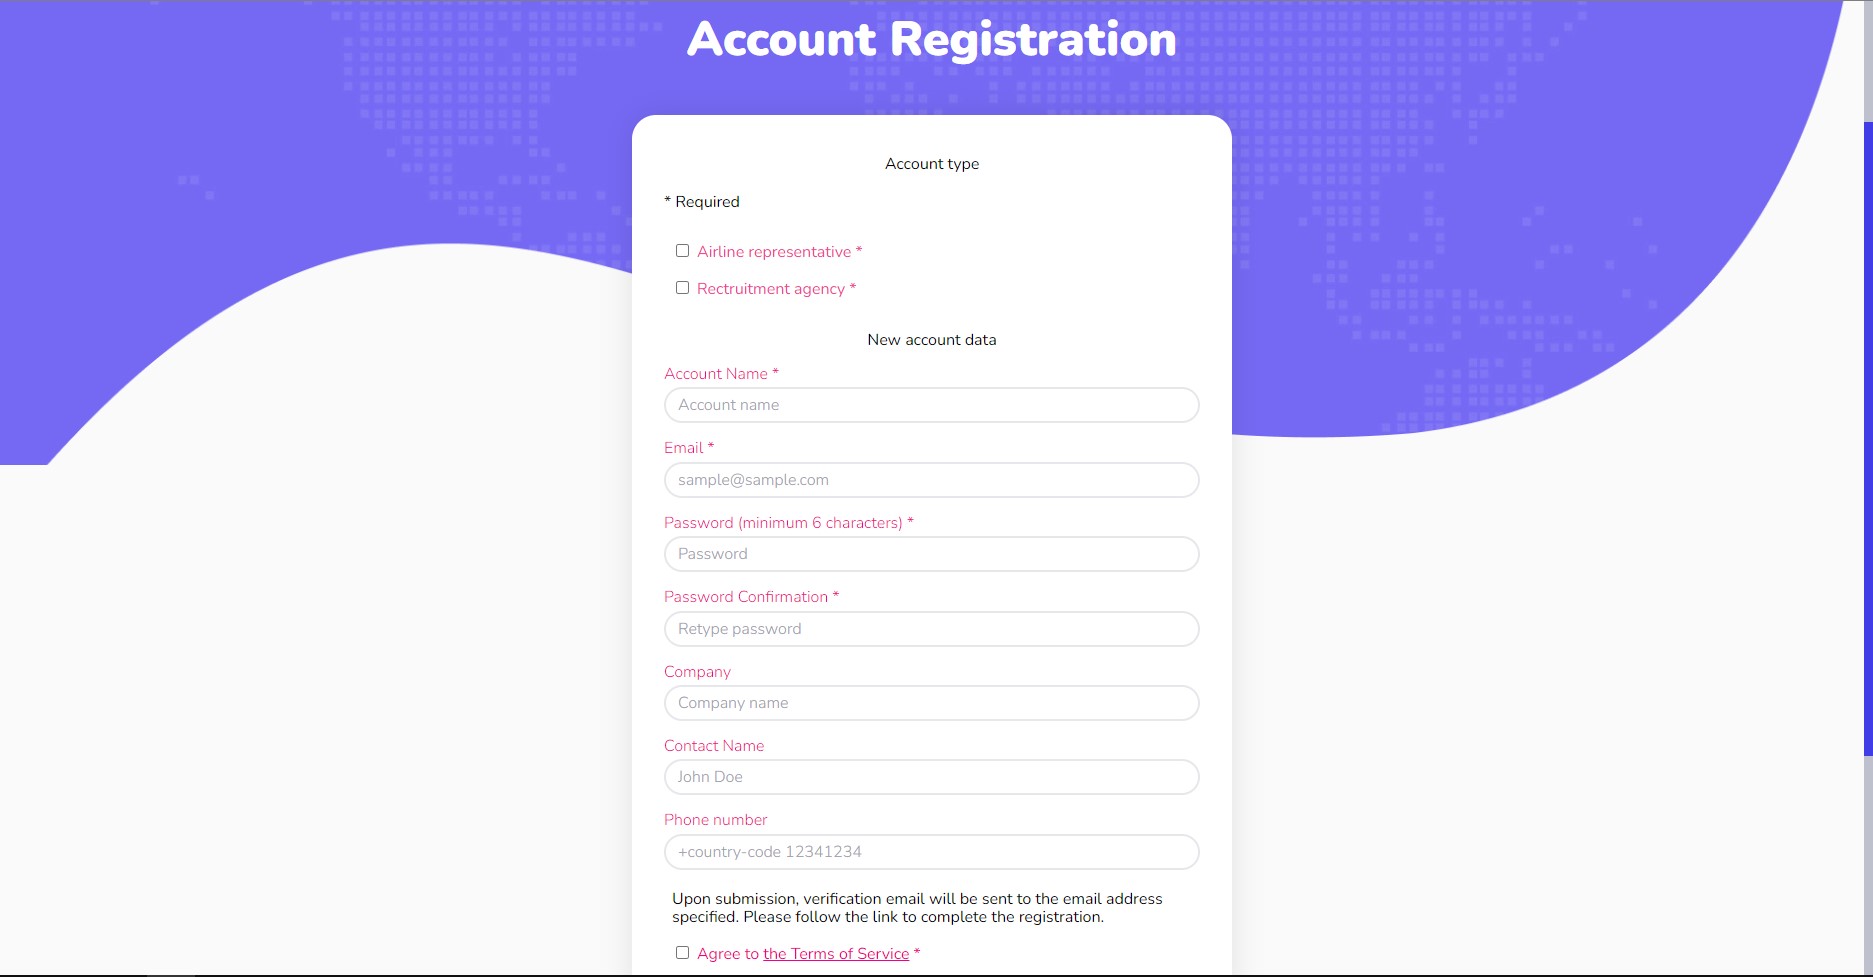 Account Registration
Account type
* Required
Airline representative *
Rectruitment agency *
New account data
Account Name *
Account name
Email *
sample@sample.com
Password (minimum 6 characters) *
Password
Password Confirmation *
Retype password
Company
Company name
Contact Name
John Doe
Phone number
+country-code 12341234
Upon submission, verification email will be sent to the email address
specified. Please follow the link to complete the registration.
Agree to the Terms of Service *